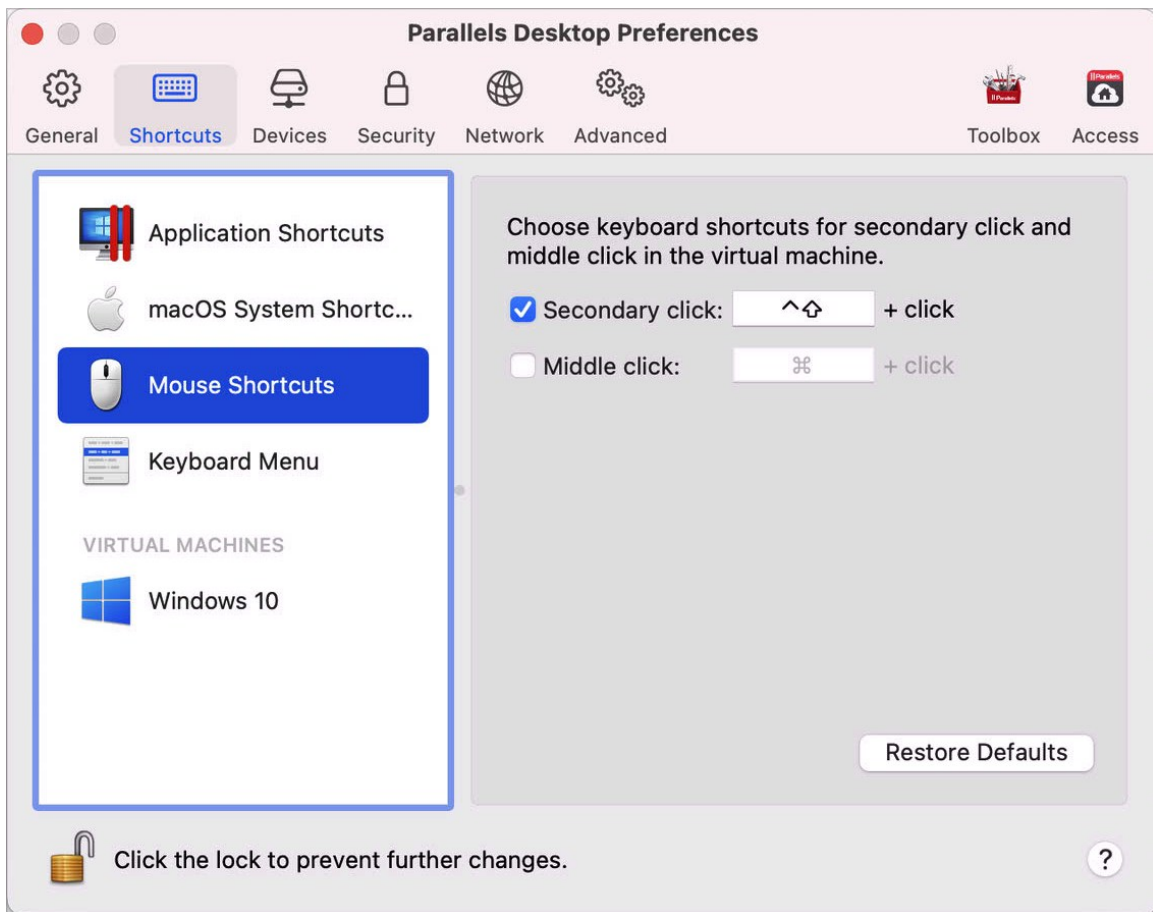 Parallels Desktop Preferences
General Shortcuts Devices Security Network Advanced Toolbox Access
Application Shortcuts
macOS System Shortc...
Mouse Shortcuts
Keyboard Menu
VIRTUAL MACHINES
Windows 10
Choose keyboard shortcuts for secondary click and
middle click in the virtual machine.
Secondary click: ^⇧ + click
Middle click: ⌘ + click
Restore Defaults
Click the lock to prevent further changes.
?